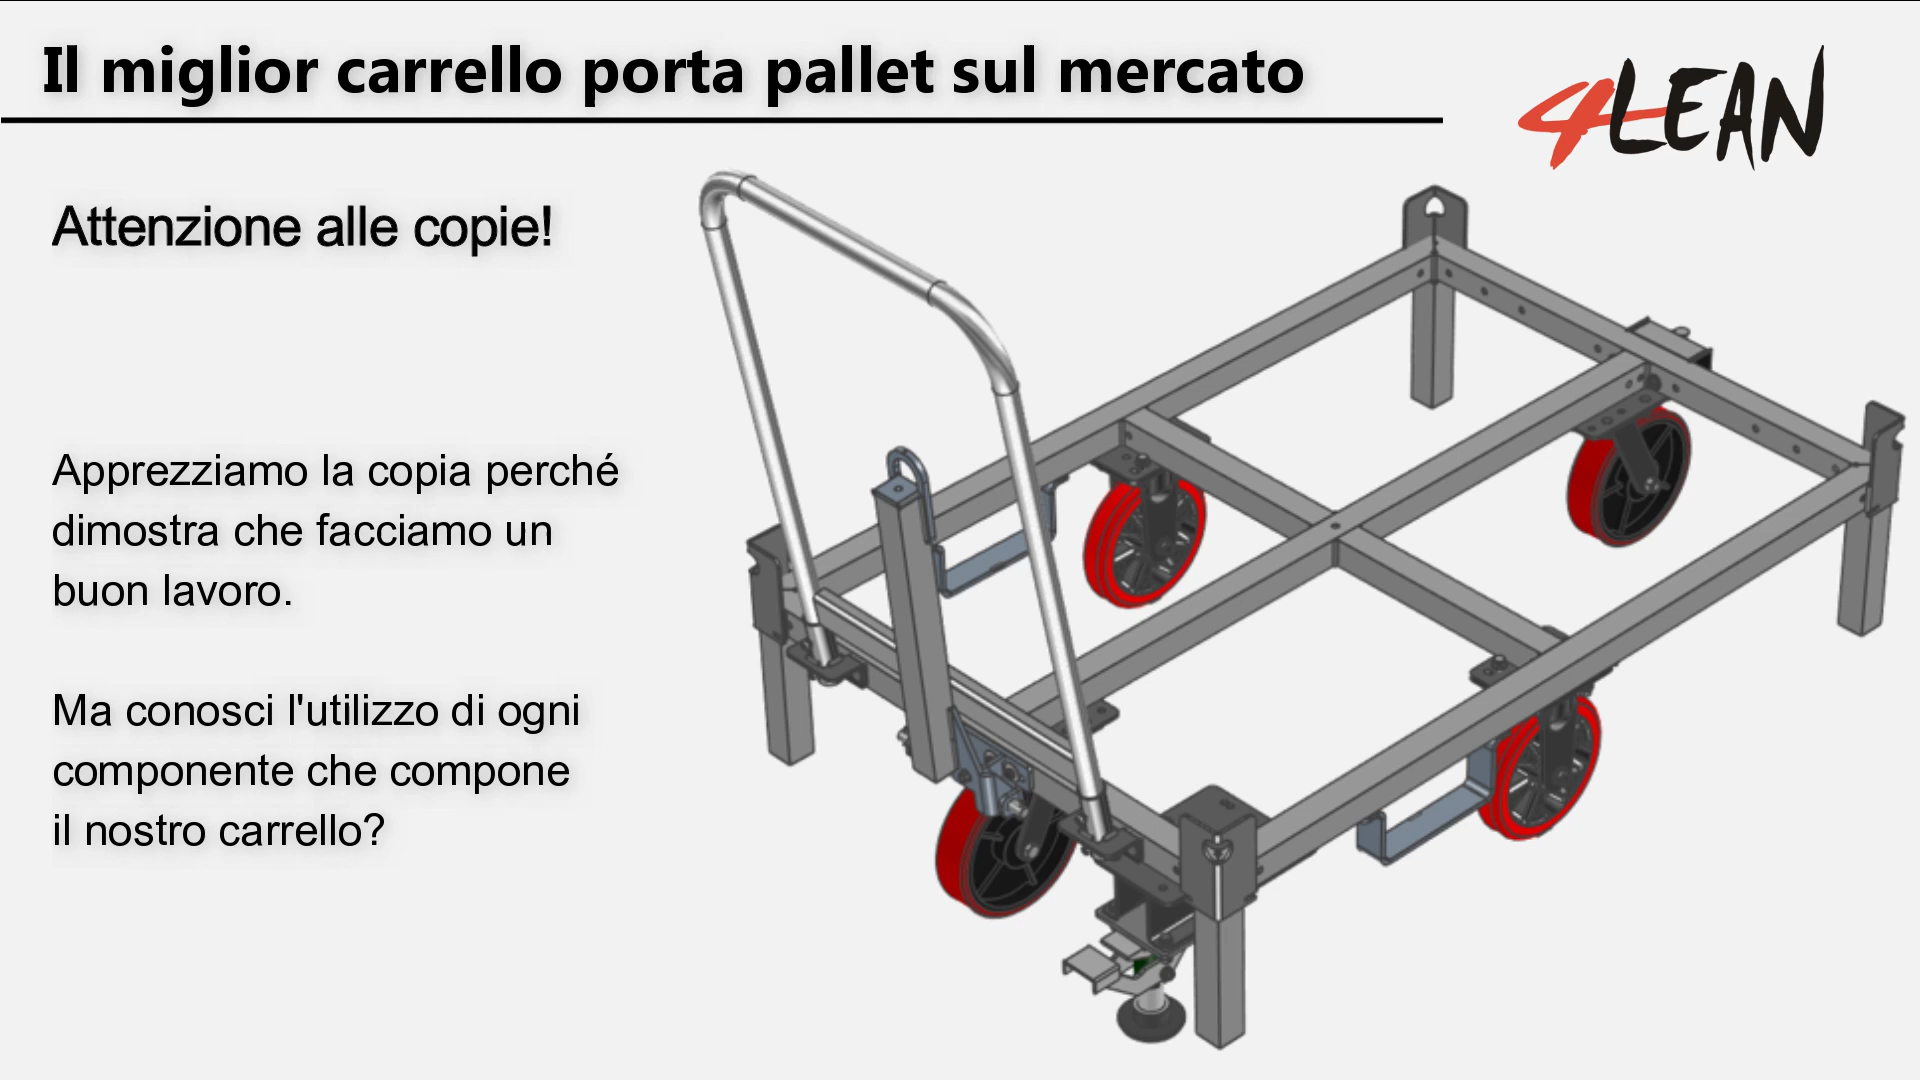 Il miglior carrello porta pallet sul mercato
4LEAN
Attenzione alle copie!
Apprezziamo la copia perché
dimostra che facciamo un
buon lavoro.
Ma conosci l'utilizzo di ogni
componente che compone
il nostro carrello?